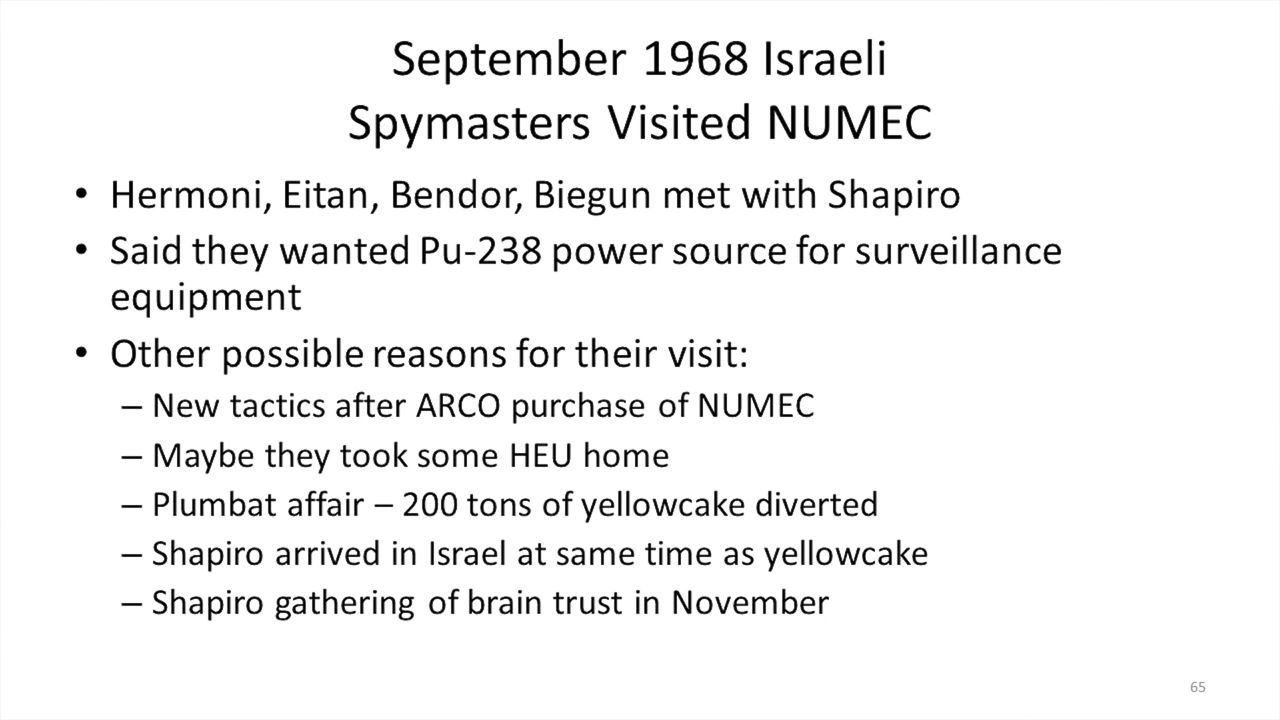 September 1968 Israeli
Spymasters Visited NUMEC
• Hermoni, Eitan, Bendor, Biegun met with Shapiro
• Said they wanted Pu-238 power source for surveillance
equipment
• Other possible reasons for their visit:
– New tactics after ARCO purchase of NUMEC
– Maybe they took some HEU home
– Plumbat affair – 200 tons of yellowcake diverted
– Shapiro arrived in Israel at same time as yellowcake
– Shapiro gathering of brain trust in November
65